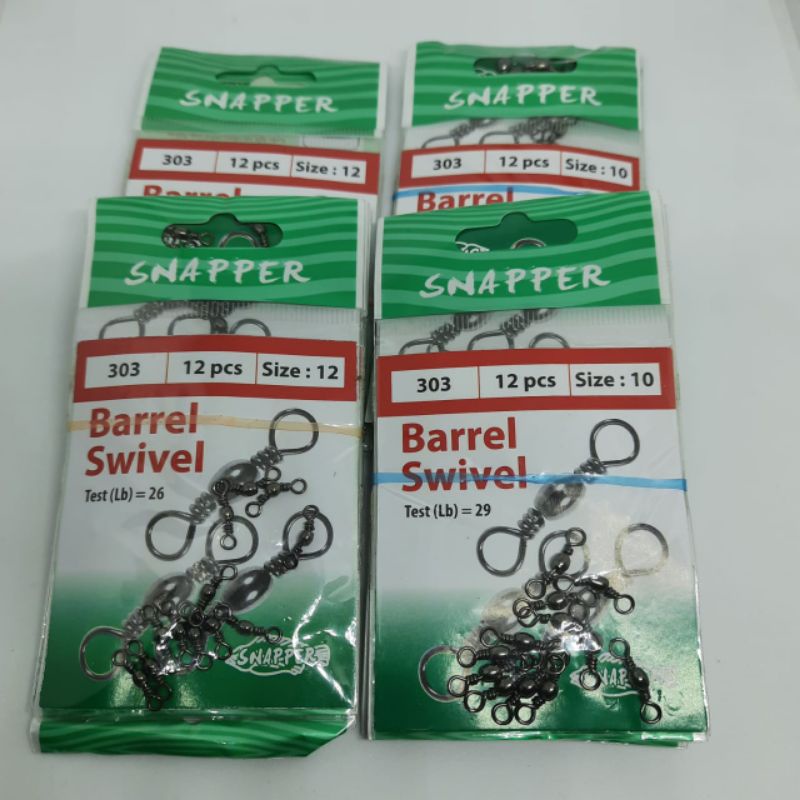 SNAPPER
303 12 pcs Size : 12
Barrel
SNAPPER
303 12 pcs Size : 10
Barrel
SNAPPER
303 12 pcs Size : 12
Barrel
Swivel
Test (Lb) = 26
SNAPPER
SNAPPER
303 12 pcs Size : 10
Barrel
Swivel
Test (Lb) = 29